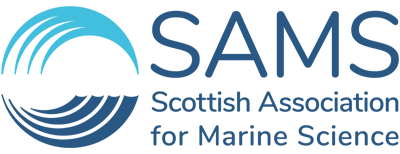 SAMS
Scottish Association
for Marine Science